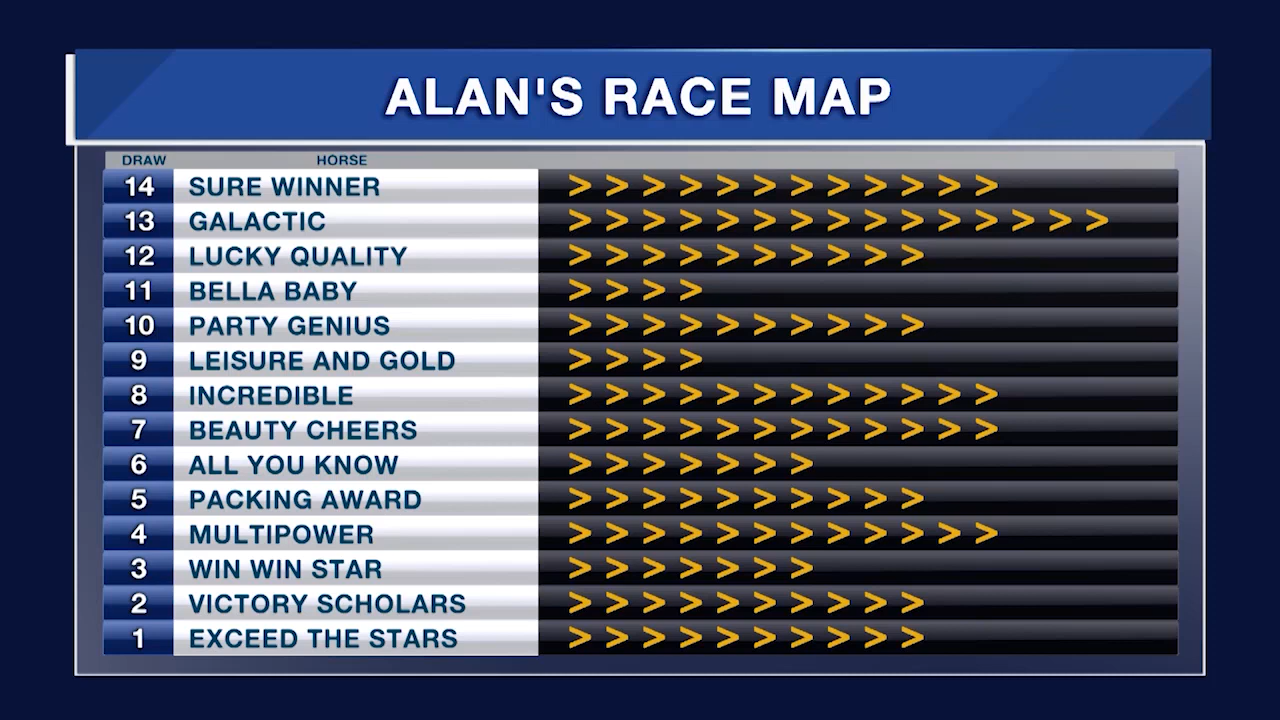 ALAN'S RACE MAP
DRAW HORSE
14 SURE WINNER > > > > > > > > > > > >
13 GALACTIC > > > > > > > > > > > > > > >
12 LUCKY QUALITY > > > > > > > > > >
11 BELLA BABY > > > >
10 PARTY GENIUS > > > > > > > > > >
9 LEISURE AND GOLD > > > >
8 INCREDIBLE > > > > > > > > > > > >
7 BEAUTY CHEERS > > > > > > > > > > > >
6 ALL YOU KNOW > > > > > > >
5 PACKING AWARD > > > > > > > > > >
4 MULTIPOWER > > > > > > > > > > > >
3 WIN WIN STAR > > > > > > >
2 VICTORY SCHOLARS > > > > > > > > > >
1 EXCEED THE STARS > > > > > > > > > >